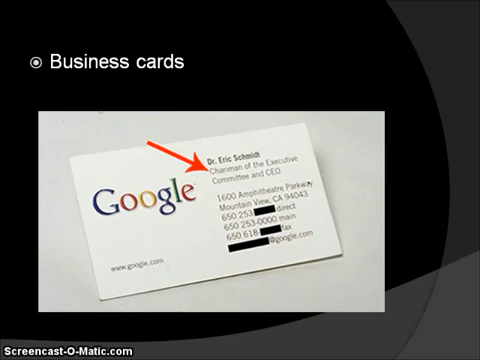 Business cards
Dr. Eric Schmidt
Chariman of the Executive
Committee and CEO
Google
1600 Amphitheatre Parkway
Mountain View, CA 94043
650 253 direct
650 253-0000 main
650 618 fax
@google.com
www.google.com
Screencast-O-Matic.com